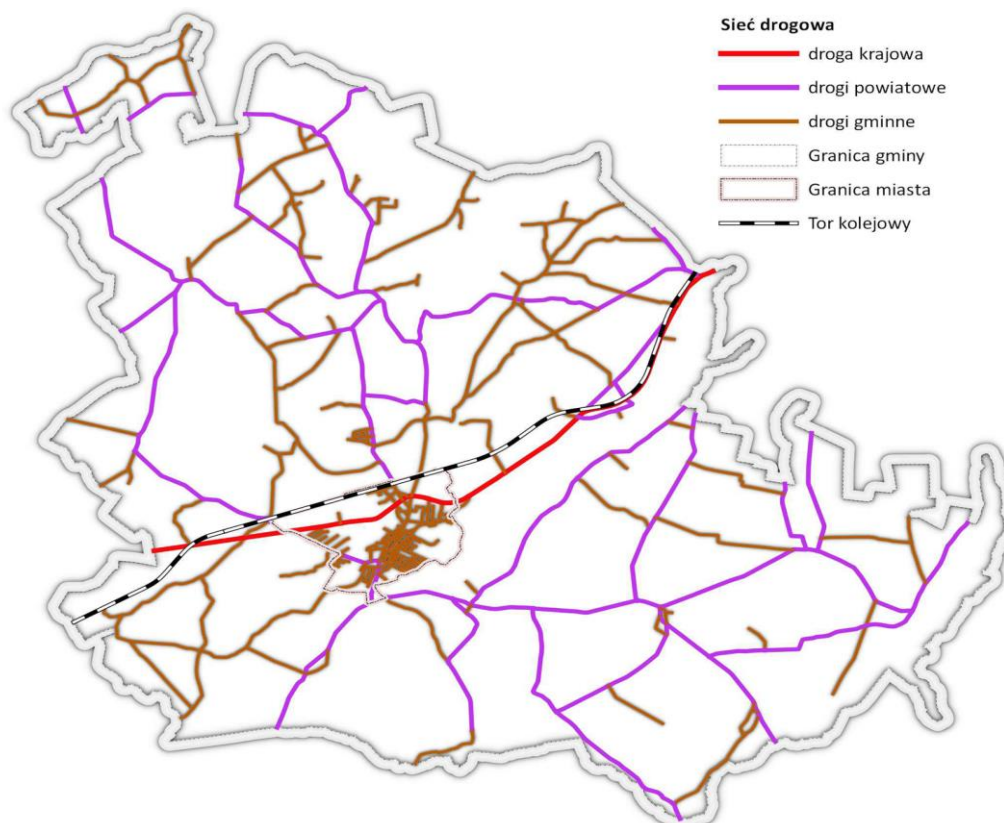 Sieć drogowa
droga krajowa
drogi powiatowe
drogi gminne
Granica gminy
Granica miasta
Tor kolejowy